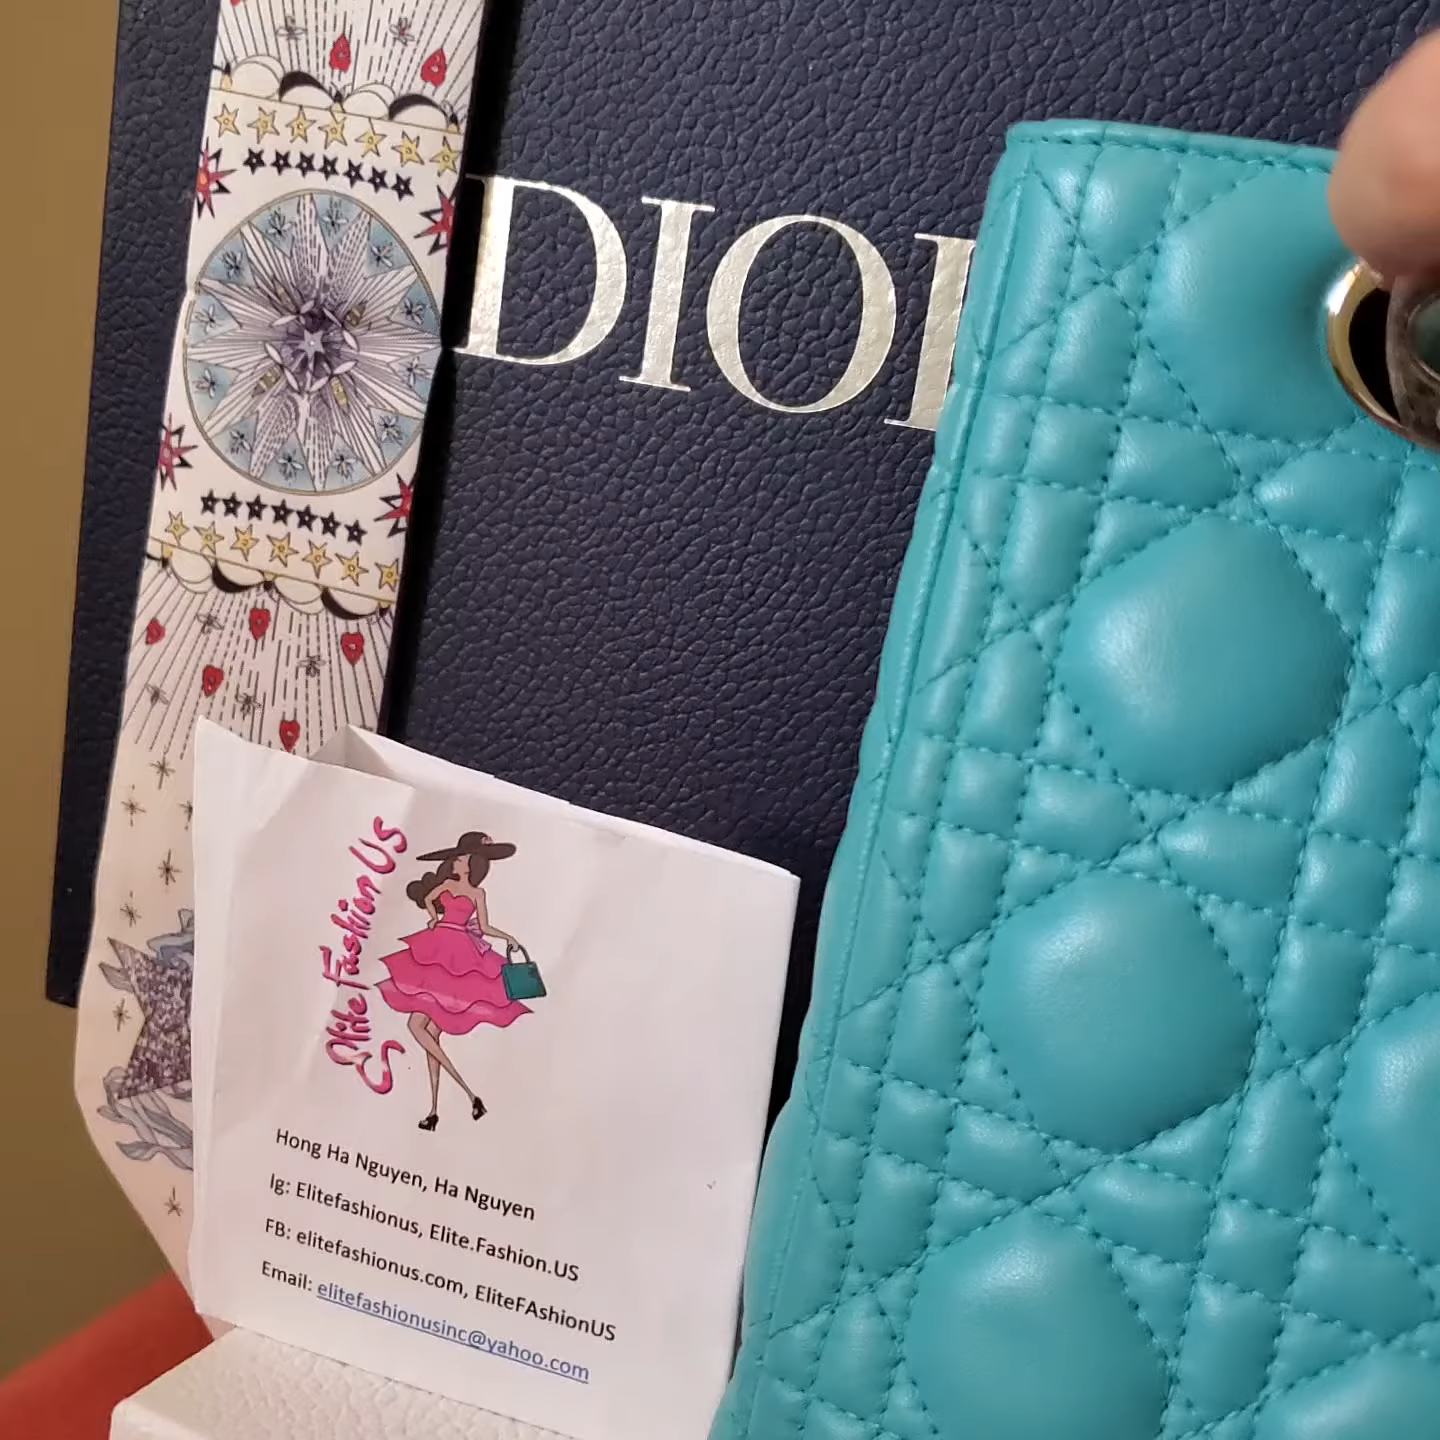 DIOR
Elite Fashion US
Hong Ha Nguyen, Ha Nguyen
Ig: Elitefashionus, Elite.Fashion.US
FB: elitefashionus.com, EliteFAshionUS
Email: elitefashionusinc@yahoo.com